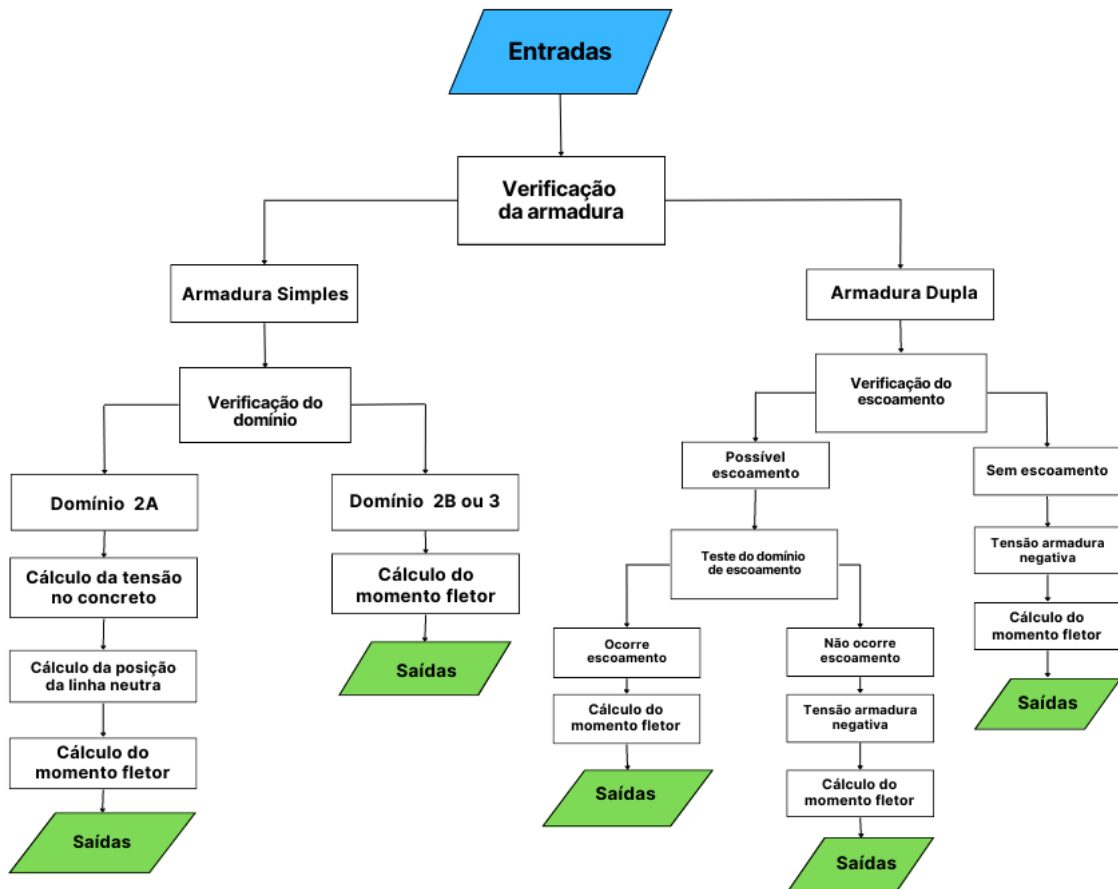 Entradas
Verificação
da armadura
Armadura Simples
Armadura Dupla
Verificação do
domínio
Verificação do
escoamento
Possível
escoamento
Sem escoamento
Domínio 2A
Domínio 2B ou 3
Teste do domínio
de escoamento
Tensão armadura
negativa
Cálculo da tensão
no concreto
Cálculo do
momento fletor
Cálculo do
momento fletor
Ocorre
escoamento
Não ocorre
escoamento
Cálculo da posição
da linha neutra
Saídas
Saídas
Cálculo do
momento fletor
Tensão armadura
negativa
Cálculo do
momento fletor
Saídas
Cálculo do
momento fletor
Saídas
Saídas